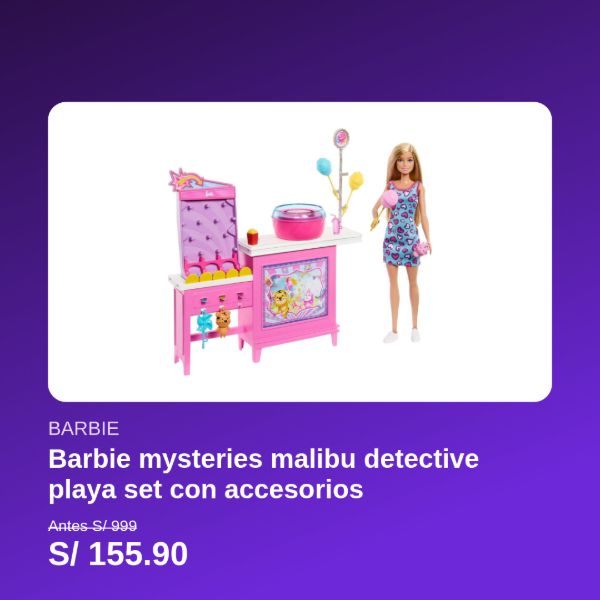 BARBIE
Barbie mysteries malibu detective
playa set con accesorios
Antes S/ 999
S/ 155.90